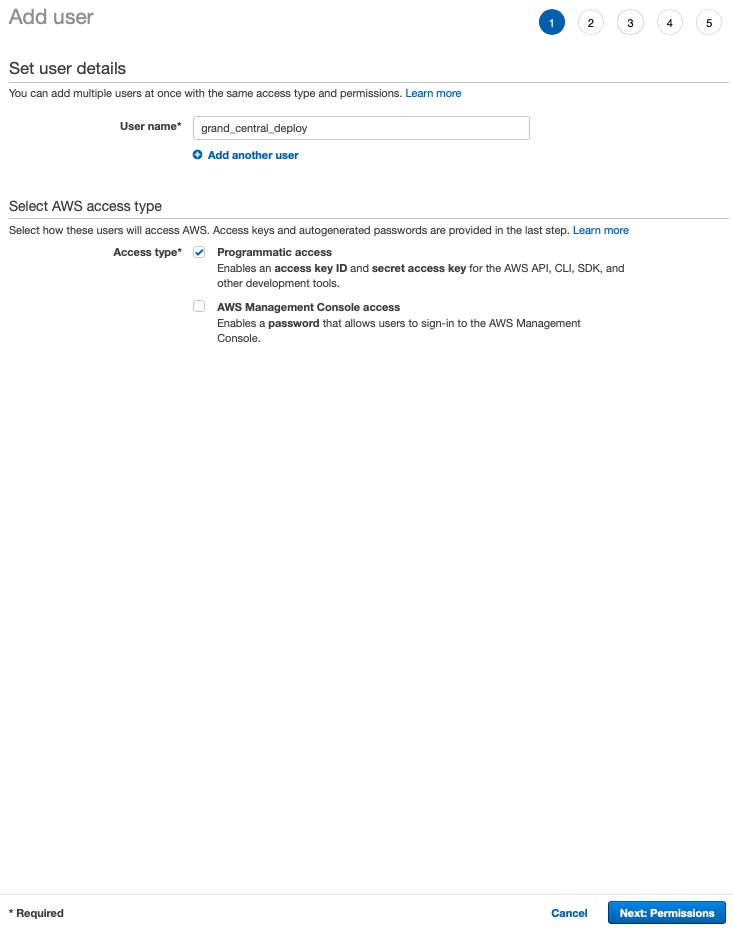 Add user
1 2 3 4 5
Set user details
You can add multiple users at once with the same access type and permissions. Learn more
User name* grand_central_deploy
Add another user
Select AWS access type
Select how these users will access AWS. Access keys and autogenerated passwords are provided in the last step. Learn more
Access type* Programmatic access
Enables an access key ID and secret access key for the AWS API, CLI, SDK, and
other development tools.
AWS Management Console access
Enables a password that allows users to sign-in to the AWS Management
Console.
* Required Cancel Next: Permissions